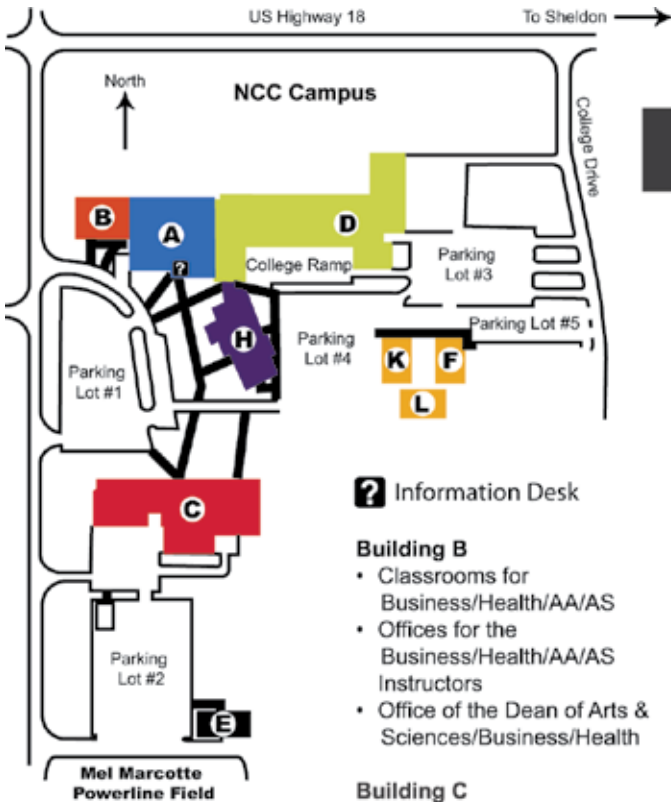 US Highway 18
To Sheldon
North
NCC Campus
College Drive
B
A
D
?
College Ramp
Parking
Lot #3
H
Parking
Lot #4
Parking Lot #5
K
F
L
Parking
Lot #1
C
? Information Desk
Building B
• Classrooms for
Business/Health/AA/AS
• Offices for the
Business/Health/AA/AS
Instructors
• Office of the Dean of Arts &
Sciences/Business/Health
Parking
Lot #2
E
Mel Marcotte
Powerline Field
Building C